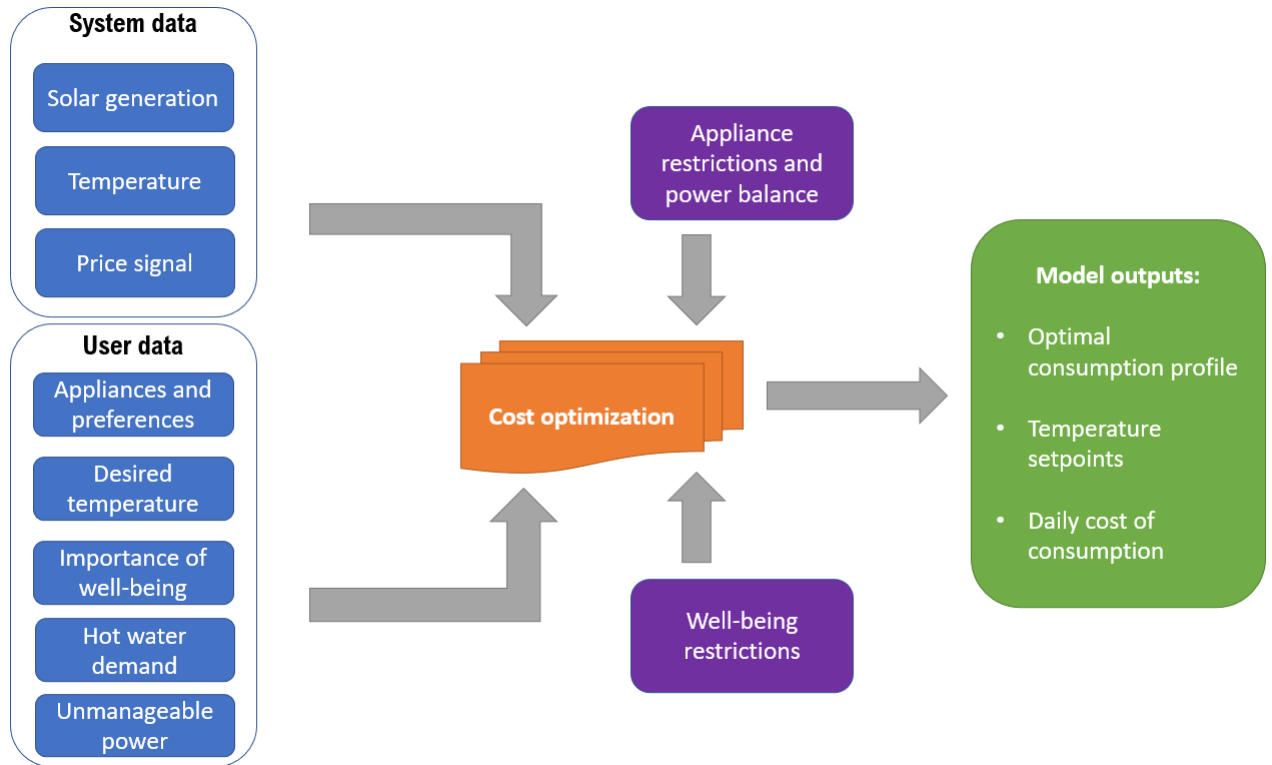 System data
Solar generation
Temperature
Price signal
User data
Appliances and
preferences
Desired
temperature
Importance of
well-being
Hot water
demand
Unmanageable
power
Appliance
restrictions and
power balance
Cost optimization
Well-being
restrictions
Model outputs:
• Optimal
consumption profile
• Temperature
setpoints
• Daily cost of
consumption